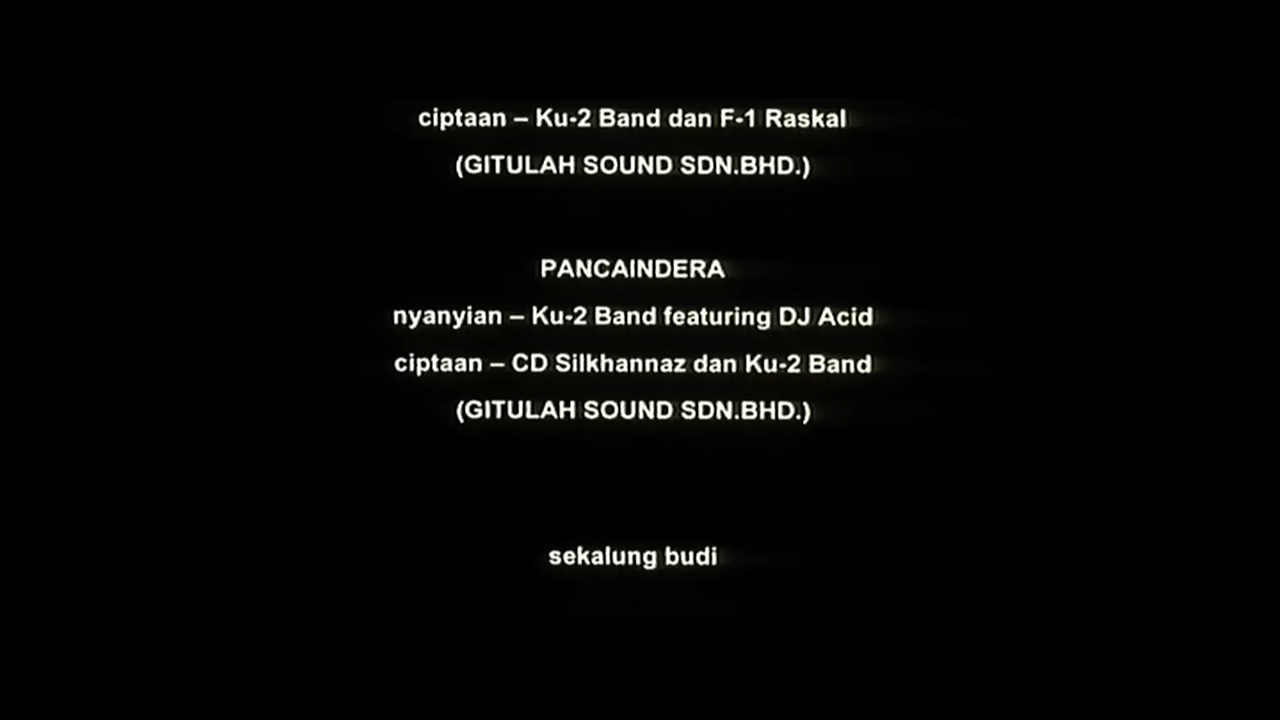 ciptaan – Ku-2 Band dan F-1 Raskal
(GITULAH SOUND SDN.BHD.)
PANCAINDERA
nyanyian – Ku-2 Band featuring DJ Acid
ciptaan – CD Silkhannaz dan Ku-2 Band
(GITULAH SOUND SDN.BHD.)
sekalung budi